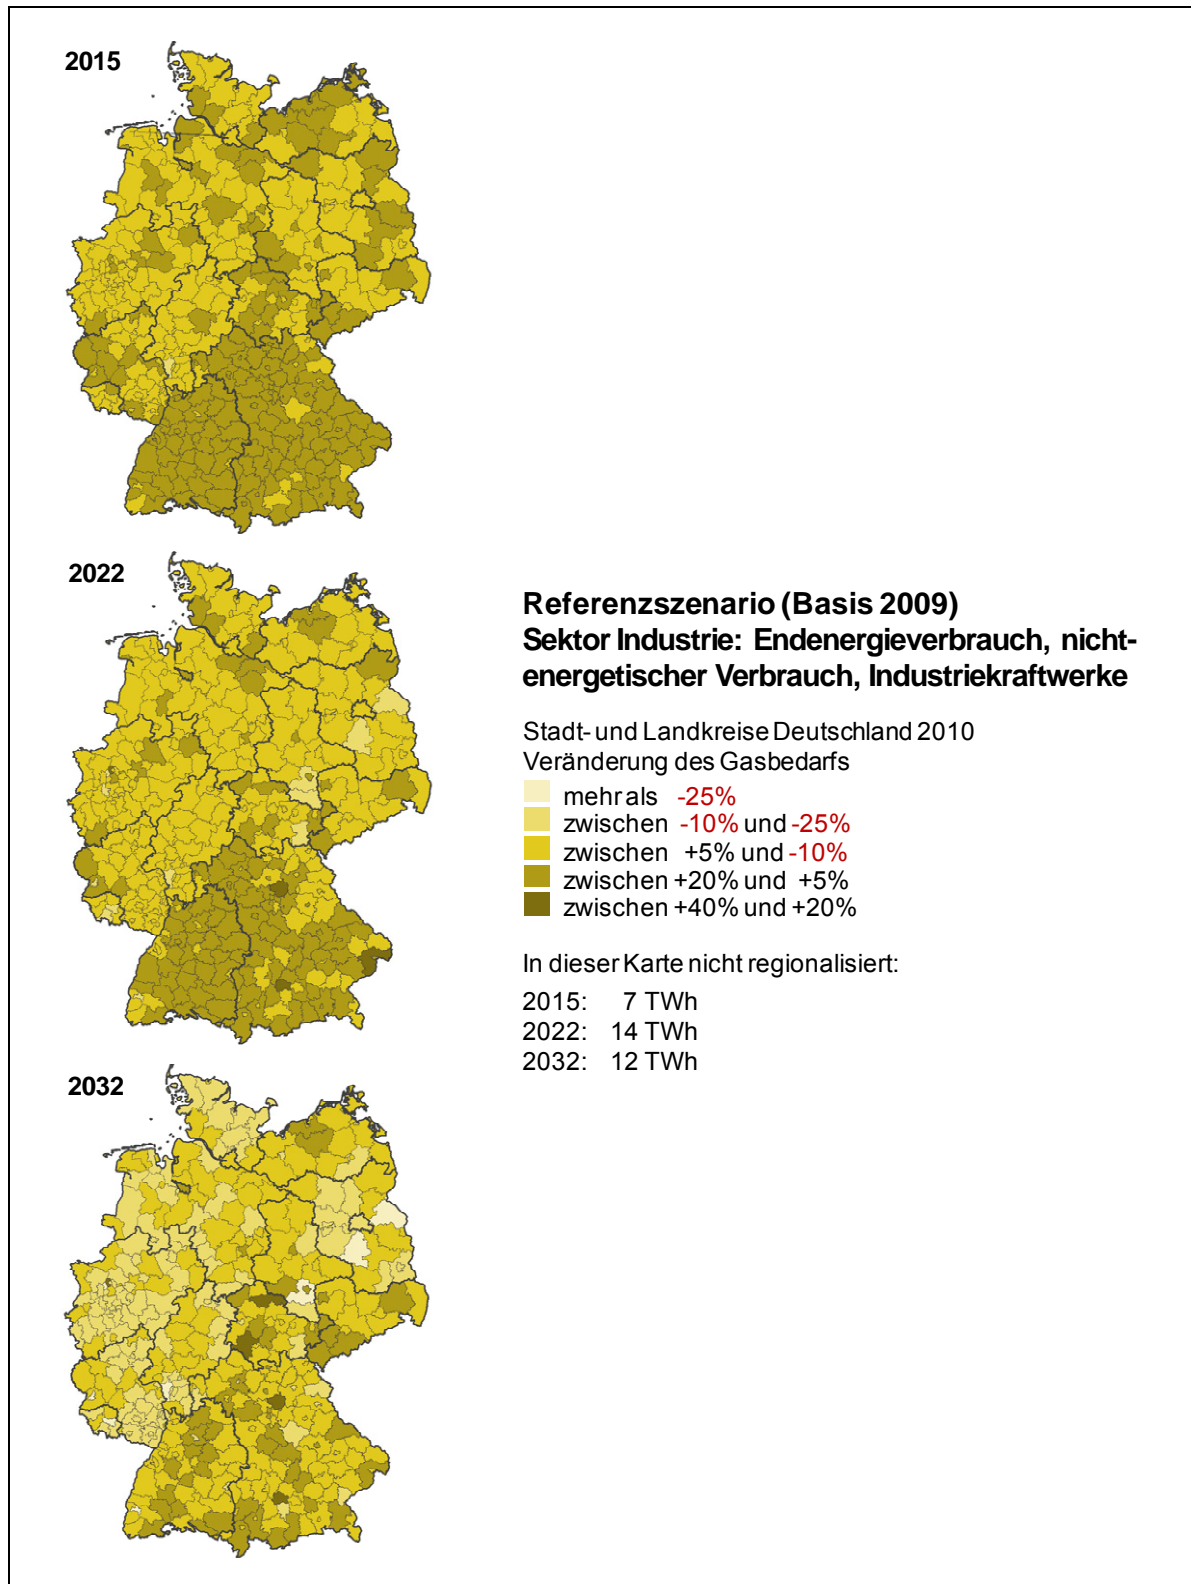 2015
2022
Referenzszenario (Basis 2009)
Sektor Industrie: Endenergieverbrauch, nicht-
energetischer Verbrauch, Industriekraftwerke
Stadt- und Landkreise Deutschland 2010
Veränderung des Gasbedarfs
mehr als -25%
zwischen -10% und -25%
zwischen +5% und -10%
zwischen +20% und +5%
zwischen +40% und +20%
In dieser Karte nicht regionalisiert:
2015: 7 TWh
2022: 14 TWh
2032: 12 TWh
2032